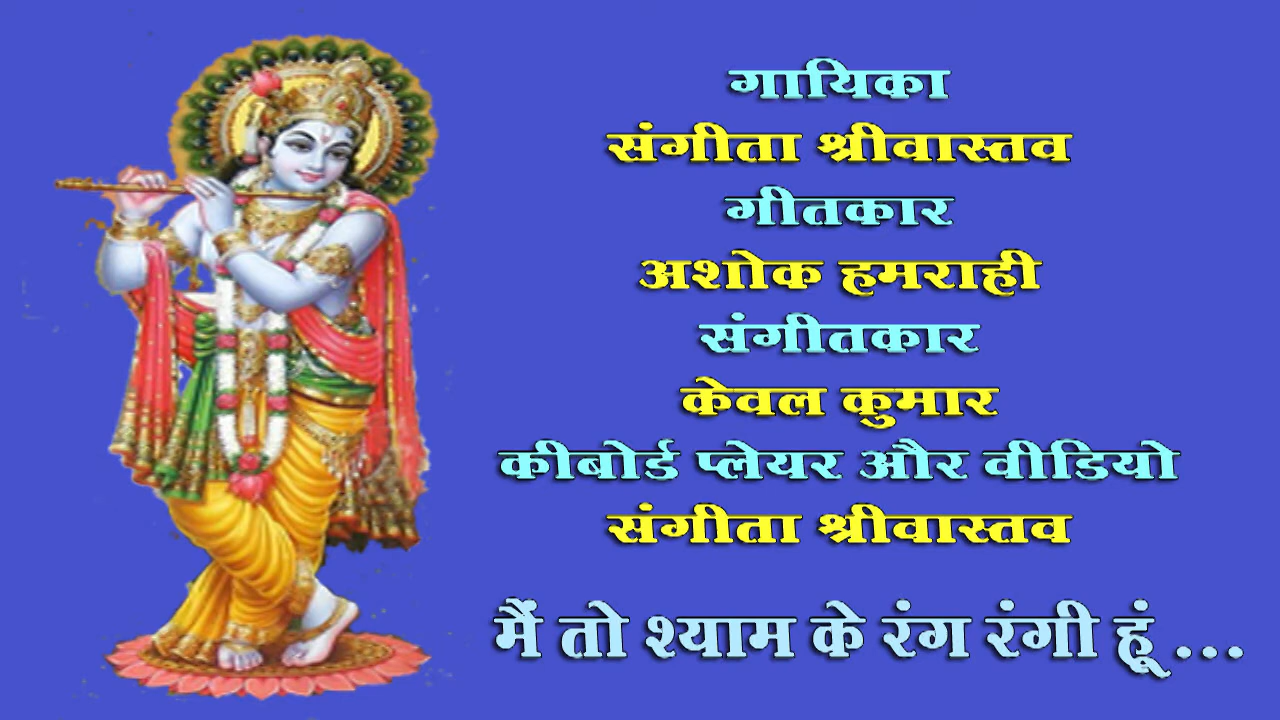 गायिका
संगीता श्रीवास्तव
गीतकार
अशोक हमराही
संगीतकार
केवल कुमार
कीबोर्ड प्लेयर और वीडियो
संगीता श्रीवास्तव
मैं तो श्याम के रंग रंगी हूं ...